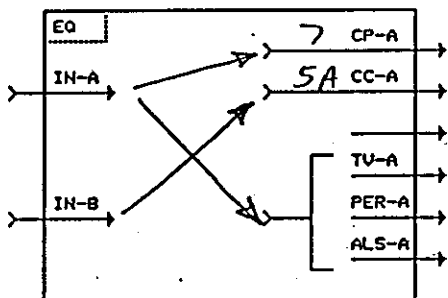 EQ
7 CP-A
IN-A 5A CC-A
TV-A
IN-B PER-A
ALS-A